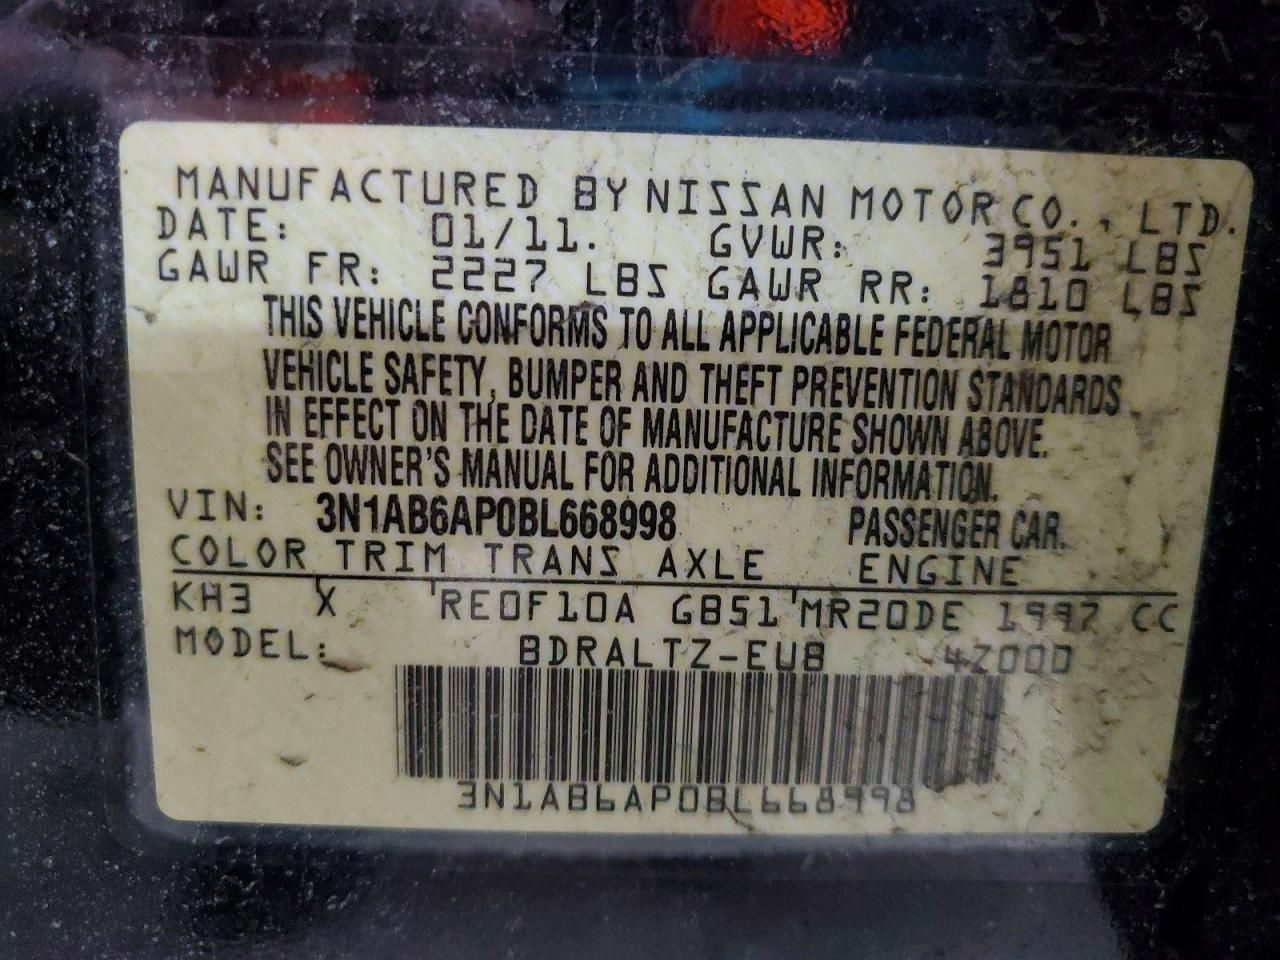 MANUFACTURED BY NISSAN MOTOR CO., LTD.
DATE: 01/11. GVWR: 3951 LBS
GAWR FR: 2227 LBS GAWR RR: 1810 LBS
THIS VEHICLE CONFORMS TO ALL APPLICABLE FEDERAL MOTOR
VEHICLE SAFETY, BUMPER AND THEFT PREVENTION STANDARDS
IN EFFECT ON THE DATE OF MANUFACTURE SHOWN ABOVE.
SEE OWNER'S MANUAL FOR ADDITIONAL INFORMATION.
VIN: 3N1AB6AP0BL668998 PASSENGER CAR.
COLOR TRIM TRANS AXLE ENGINE
KH3 X RE0F10A GB51 MR20DE 1997 CC
MODEL: BDRALTZ-EUB 4Z000
3N1AB6AP0BL668998